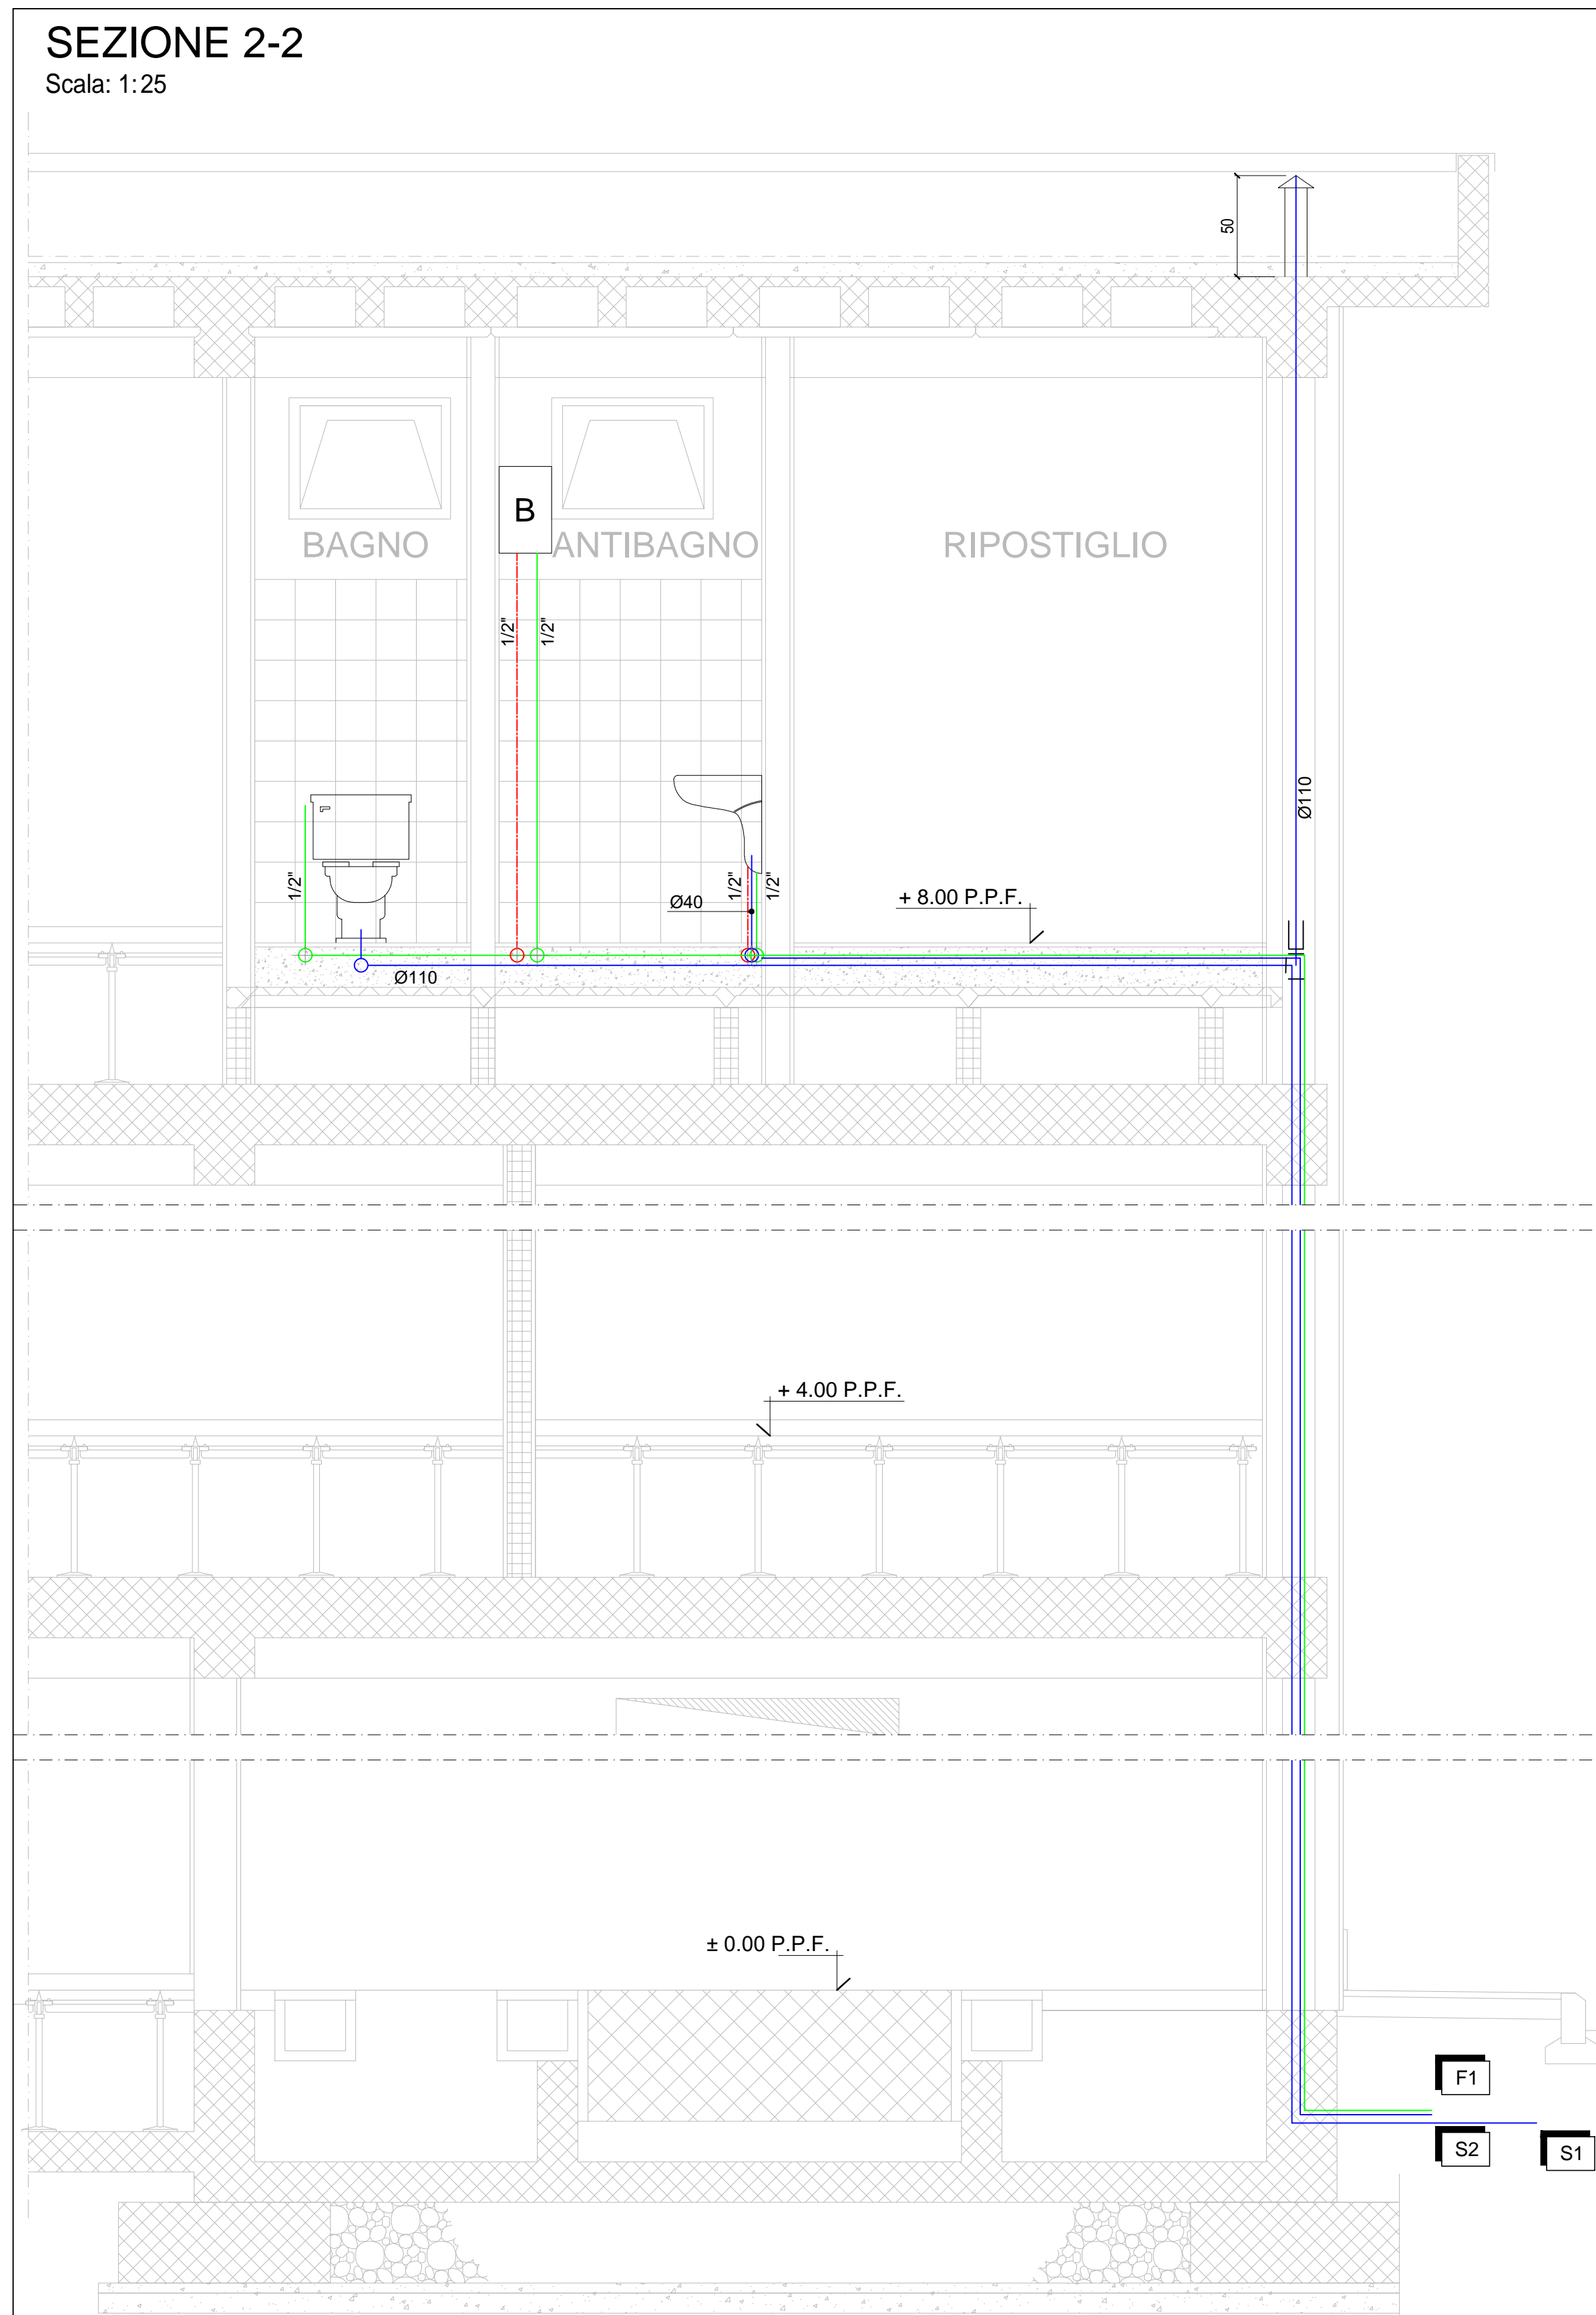 SEZIONE 2-2
Scala: 1:25
50
B
BAGNO
ANTIBAGNO
RIPOSTIGLIO
1/2"
1/2"
Ø110
1/2"
1/2"
1/2"
Ø40
+ 8.00 P.P.F.
Ø110
+ 4.00 P.P.F.
± 0.00 P.P.F.
F1
S2
S1